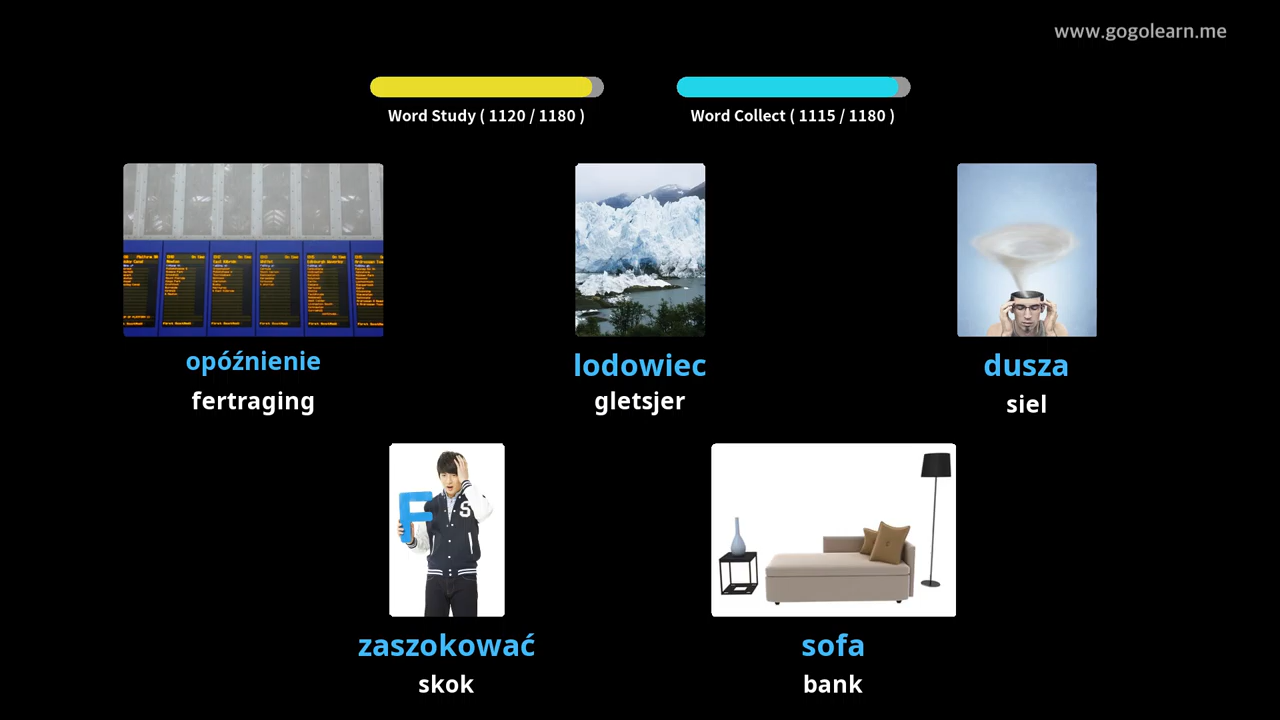 www.gogolearn.me
Word Study ( 1120 / 1180 )
Word Collect ( 1115 / 1180 )
opóźnienie
fertraging
lodowiec
gletsjer
dusza
siel
F
S
zaszokować
skok
sofa
bank